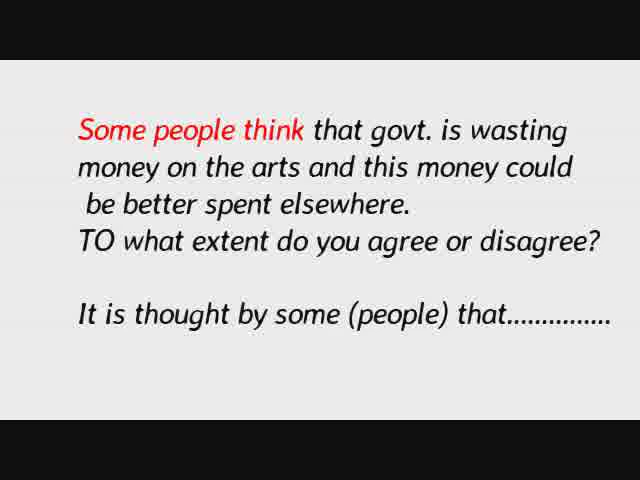 Some people think that govt. is wasting
money on the arts and this money could
be better spent elsewhere.
TO what extent do you agree or disagree?
It is thought by some (people) that...............